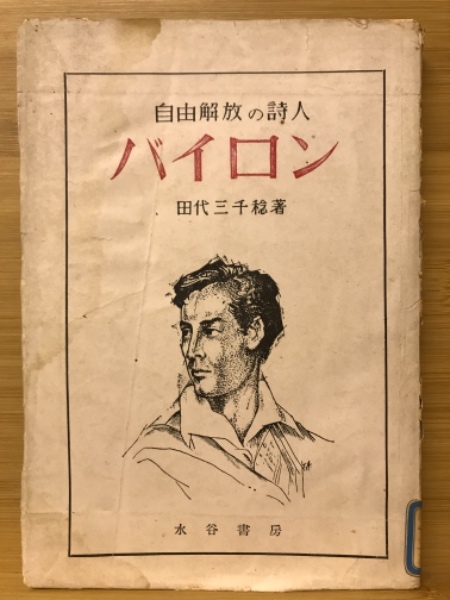 自由解放の詩人
バイロン
田代三千稔著
水谷書房